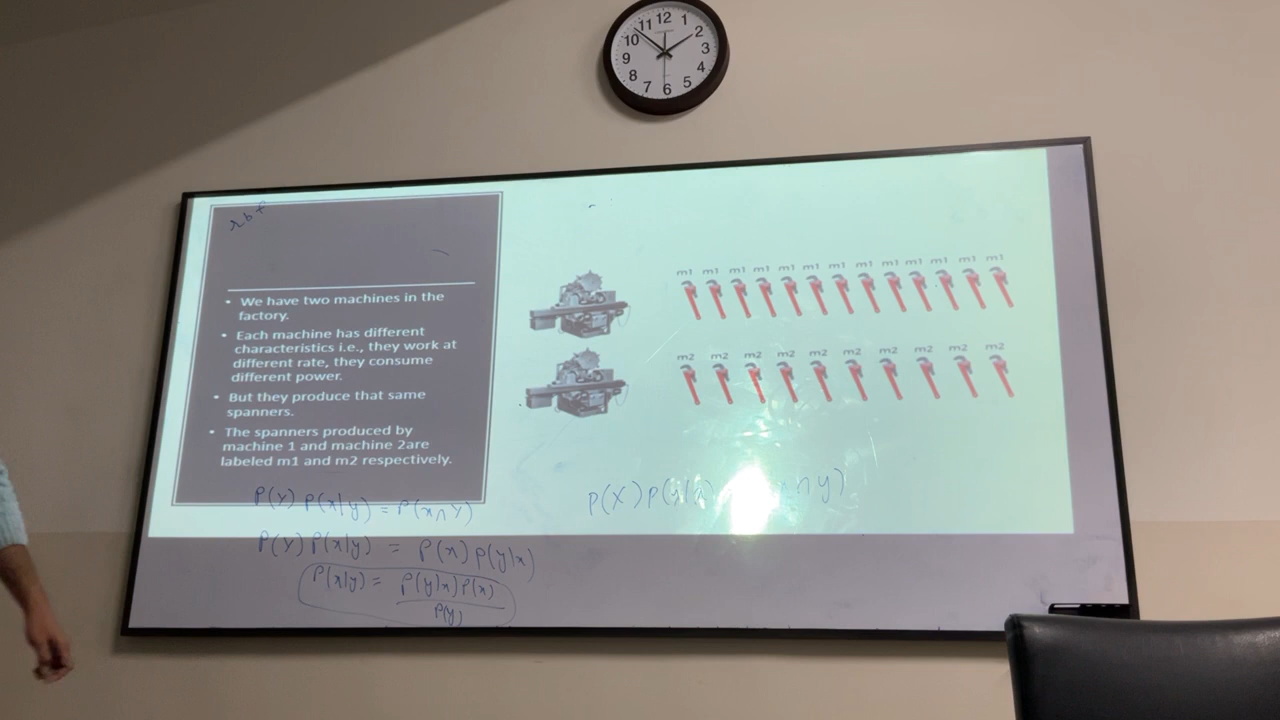 12
11 1
10 2
9 3
8 4
7 6 5
• We have two machines in the
factory.
• Each machine has different
characteristics i.e., they work at
different rate, they consume
different power.
• But they produce that same
spanners.
• The spanners produced by
machine 1 and machine 2are
labeled m1 and m2 respectively.
m1 m1 m1 m1 m1 m1 m1 m1 m1 m1 m1 m1 m1
m2 m2 m2 m2 m2 m2 m2 m2 m2 m2
P(Y) P(x|y) = P(x∩Y)
P(X) P(y|x) x∩y)
P(Y) P(x|y) = P(x) P(y|x)
P(x|y) = P(y|x) P(x)
P(y)